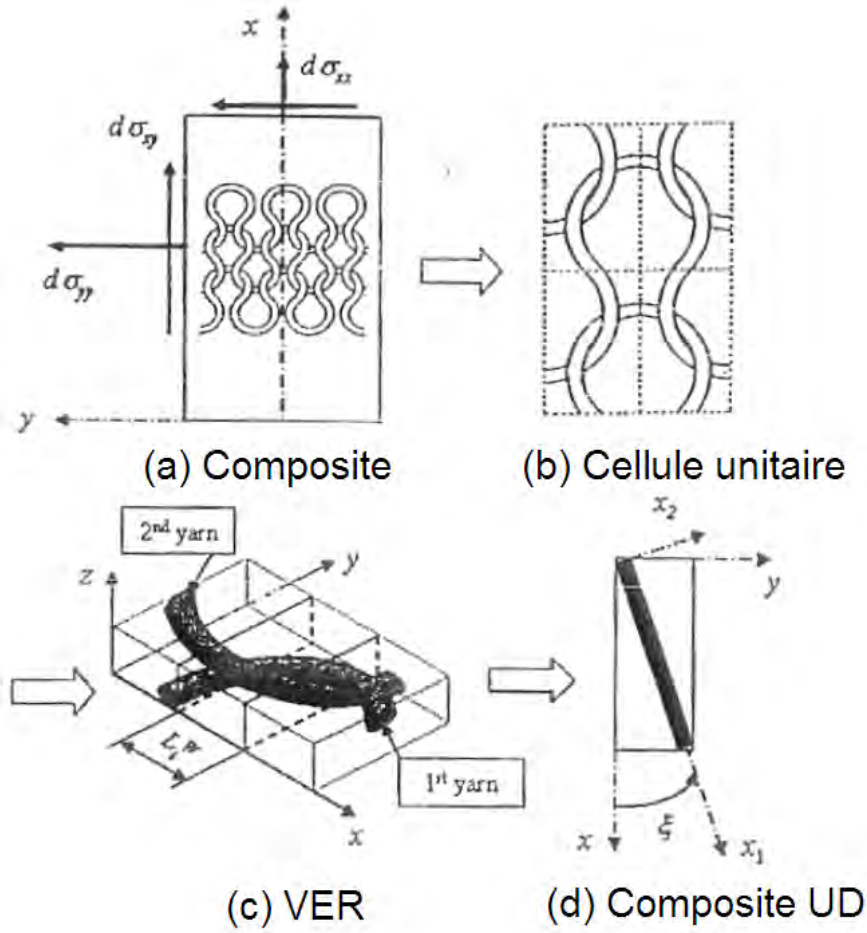 x
dσxx
dσxy
dσyy
y
(a) Composite
(b) Cellule unitaire
2nd yarn
z
y
1st yarn
x
(c) VER
x2
y
ξ
x
x1
(d) Composite UD